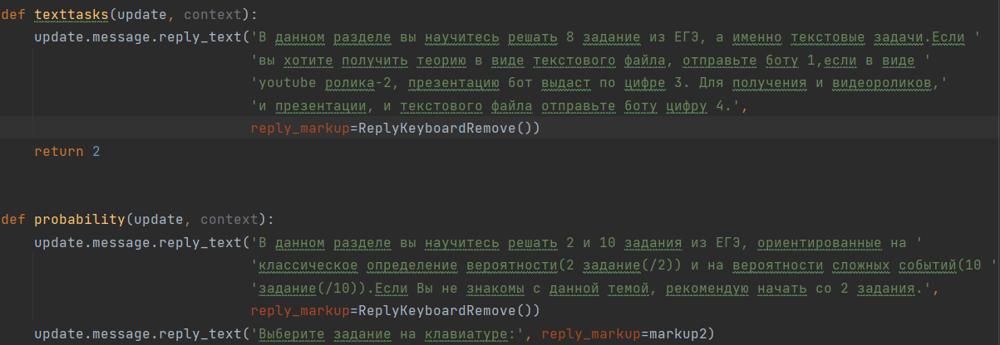 def texttasks(update, context):
    update.message.reply_text('В данном разделе вы научитесь решать 8 задание из ЕГЭ, а именно текстовые задачи.Если '
                              'вы хотите получить теорию в виде текстового файла, отправьте боту 1,если в виде '
                              'youtube ролика-2, презентацию бот выдаст по цифре 3. Для получения и видеороликов,'
                              'и презентации, и текстового файла отправьте боту цифру 4.',
                              reply_markup=ReplyKeyboardRemove())
    return 2
def probability(update, context):
    update.message.reply_text('В данном разделе вы научитесь решать 2 и 10 задания из ЕГЭ, ориентированные на '
                              'классическое определение вероятности(2 задание(/2)) и на вероятности сложных событий(10 '
                              'задание(/10)).Если Вы не знакомы с данной темой, рекомендую начать со 2 задания.',
                              reply_markup=ReplyKeyboardRemove())
    update.message.reply_text('Выберите задание на клавиатуре:', reply_markup=markup2)